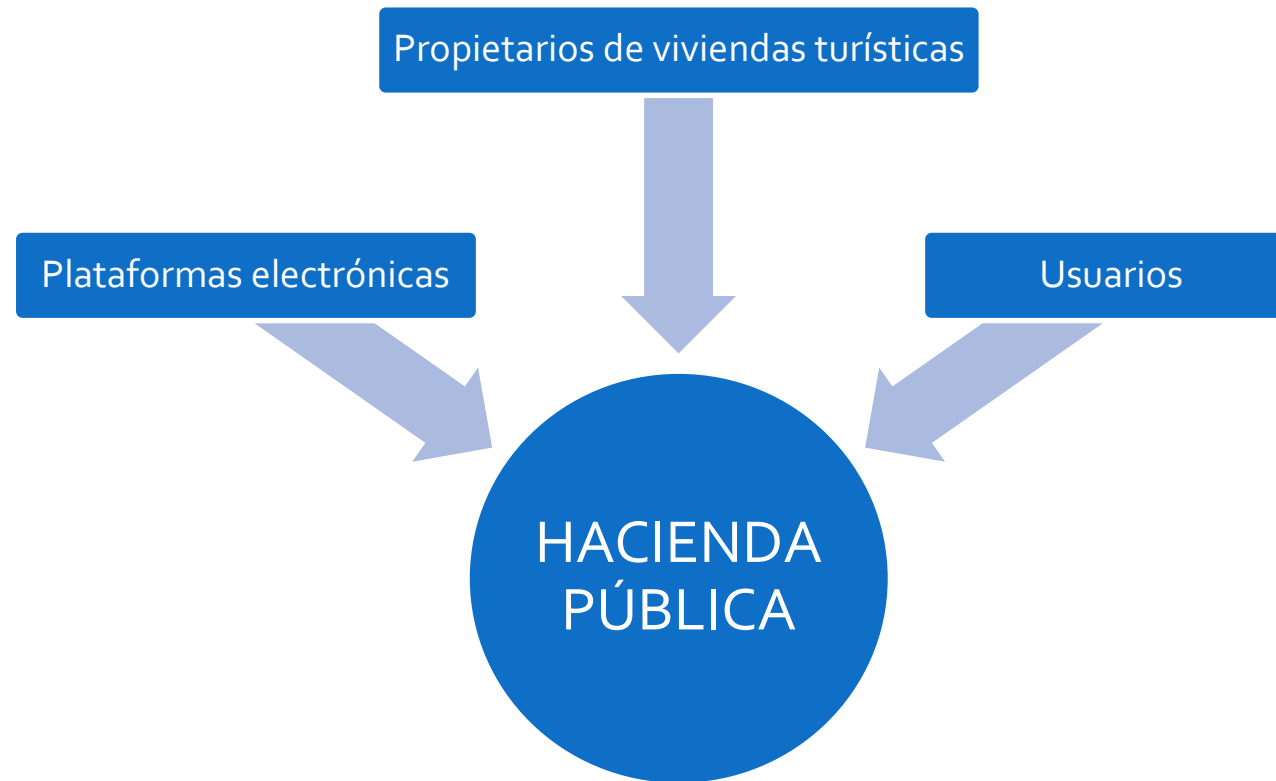 Propietarios de viviendas turísticas
Plataformas electrónicas
Usuarios
HACIENDA
PÚBLICA